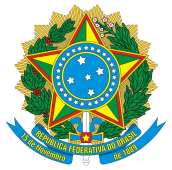 REPÚBLICA FEDERATIVA DO BRASIL
15 de Novembro de 1889